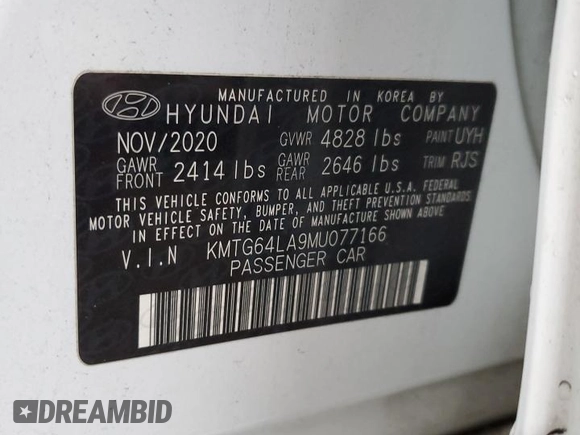 MANUFACTURED IN KOREA BY
HYUNDAI MOTOR COMPANY
NOV/2020 GVWR 4828 lbs PAINT UYH
GAWR FRONT 2414 lbs GAWR REAR 2646 lbs TRIM RJS
THIS VEHICLE CONFORMS TO ALL APPLICABLE U.S.A. FEDERAL
MOTOR VEHICLE SAFETY, BUMPER, AND THEFT PREVENTION STANDARDS
IN EFFECT ON THE DATE OF MANUFACTURE SHOWN ABOVE
V.I.N KMTG64LA9MU077166
PASSENGER CAR
DREAMBID